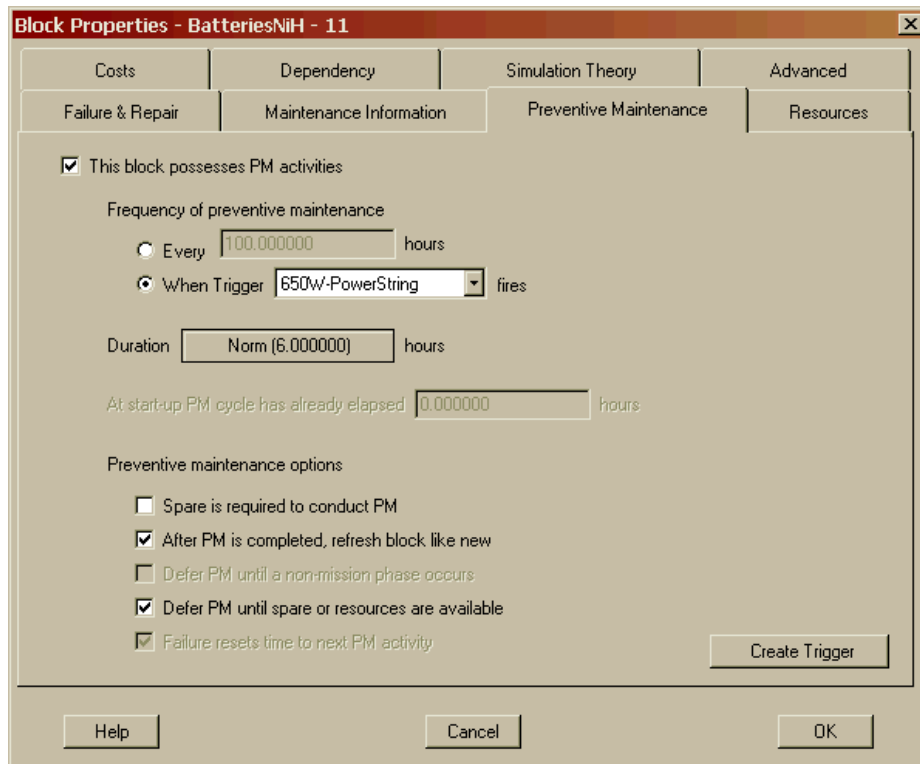 Block Properties - BatteriesNiH - 11
Costs Dependency Simulation Theory Advanced
Failure & Repair Maintenance Information Preventive Maintenance Resources
This block possesses PM activities
Frequency of preventive maintenance
Every 100.000000 hours
When Trigger 650W-PowerString fires
Duration Norm (6.000000) hours
At start-up PM cycle has already elapsed 0.000000 hours
Preventive maintenance options
Spare is required to conduct PM
After PM is completed, refresh block like new
Defer PM until a non-mission phase occurs
Defer PM until spare or resources are available
Failure resets time to next PM activity
Create Trigger
Help Cancel OK